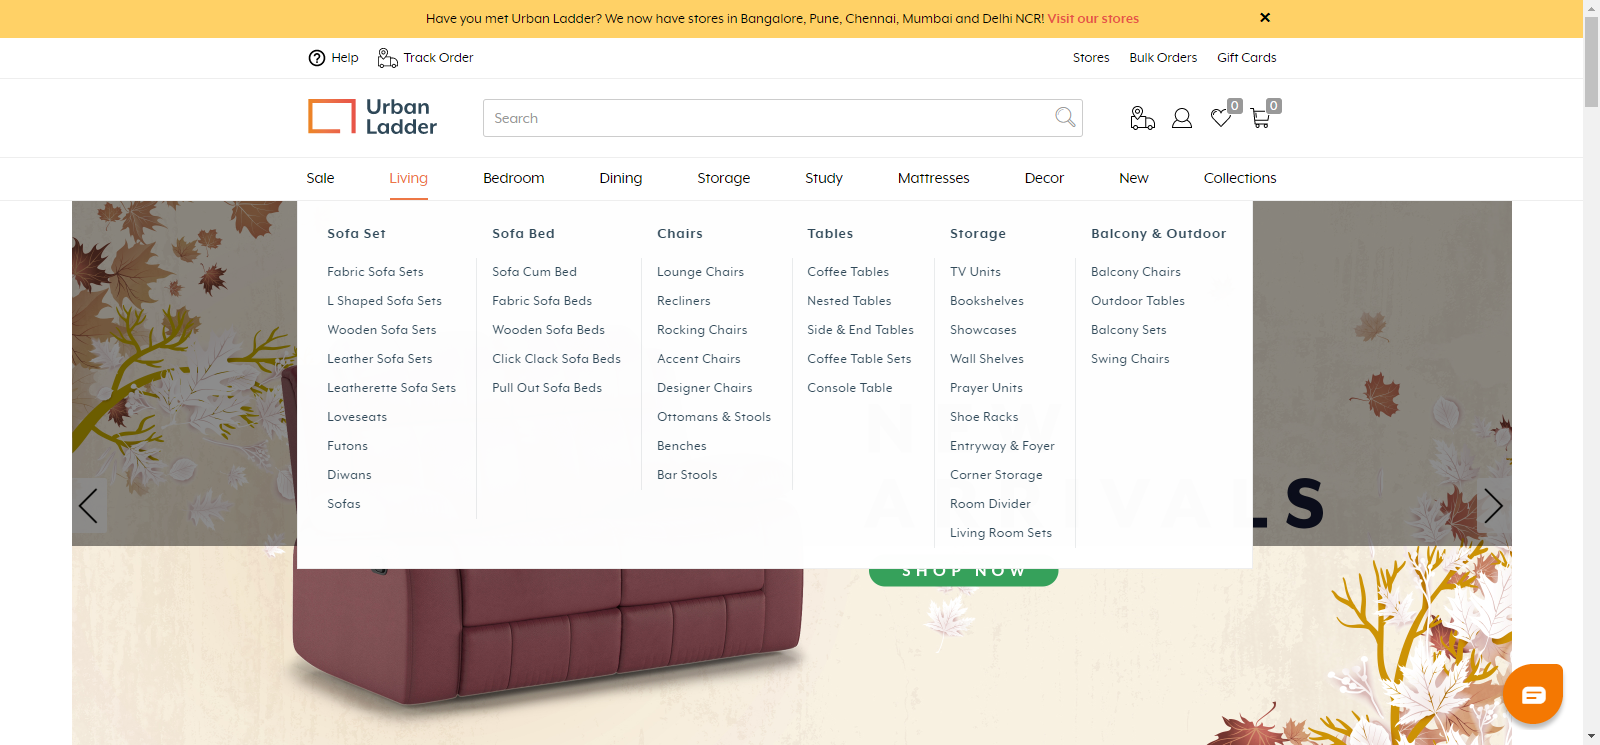 Have you met Urban Ladder? We now have stores in Bangalore, Pune, Chennai, Mumbai and Delhi NCR! Visit our stores
Help
Track Order
Stores
Bulk Orders
Gift Cards
Urban
Ladder
Search
0
0
Sale
Living
Bedroom
Dining
Storage
Study
Mattresses
Decor
New
Collections
Sofa Set
Fabric Sofa Sets
L Shaped Sofa Sets
Wooden Sofa Sets
Leather Sofa Sets
Leatherette Sofa Sets
Loveseats
Futons
Diwans
Sofas
Sofa Bed
Sofa Cum Bed
Fabric Sofa Beds
Wooden Sofa Beds
Click Clack Sofa Beds
Pull Out Sofa Beds
Chairs
Lounge Chairs
Recliners
Rocking Chairs
Accent Chairs
Designer Chairs
Ottomans & Stools
Benches
Bar Stools
Tables
Coffee Tables
Nested Tables
Side & End Tables
Coffee Table Sets
Console Table
Storage
TV Units
Bookshelves
Showcases
Wall Shelves
Prayer Units
Shoe Racks
Entryway & Foyer
Corner Storage
Room Divider
Living Room Sets
Balcony & Outdoor
Balcony Chairs
Outdoor Tables
Balcony Sets
Swing Chairs
NEW
ARRIVALS
SHOP NOW